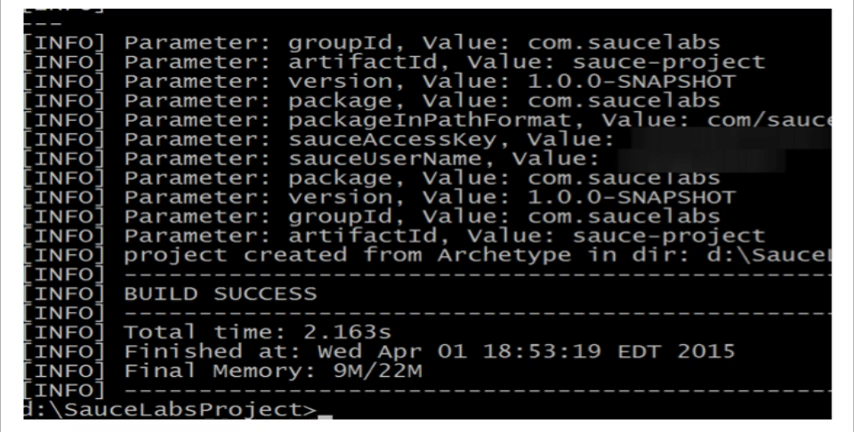 [INFO]
---
[INFO] Parameter: groupId, Value: com.saucelabs
[INFO] Parameter: artifactId, Value: sauce-project
[INFO] Parameter: version, Value: 1.0.0-SNAPSHOT
[INFO] Parameter: package, Value: com.saucelabs
[INFO] Parameter: packageInPathFormat, Value: com/sauce
[INFO] Parameter: sauceAccessKey, Value:
[INFO] Parameter: sauceUserName, Value:
[INFO] Parameter: package, Value: com.saucelabs
[INFO] Parameter: version, Value: 1.0.0-SNAPSHOT
[INFO] Parameter: groupId, Value: com.saucelabs
[INFO] Parameter: artifactId, Value: sauce-project
[INFO] project created from Archetype in dir: d:\Saucel
[INFO] ------------------------------------------------
[INFO] BUILD SUCCESS
[INFO] ------------------------------------------------
[INFO] Total time: 2.163s
[INFO] Finished at: Wed Apr 01 18:53:19 EDT 2015
[INFO] Final Memory: 9M/22M
[INFO] ------------------------------------------------
d:\SauceLabsProject>_